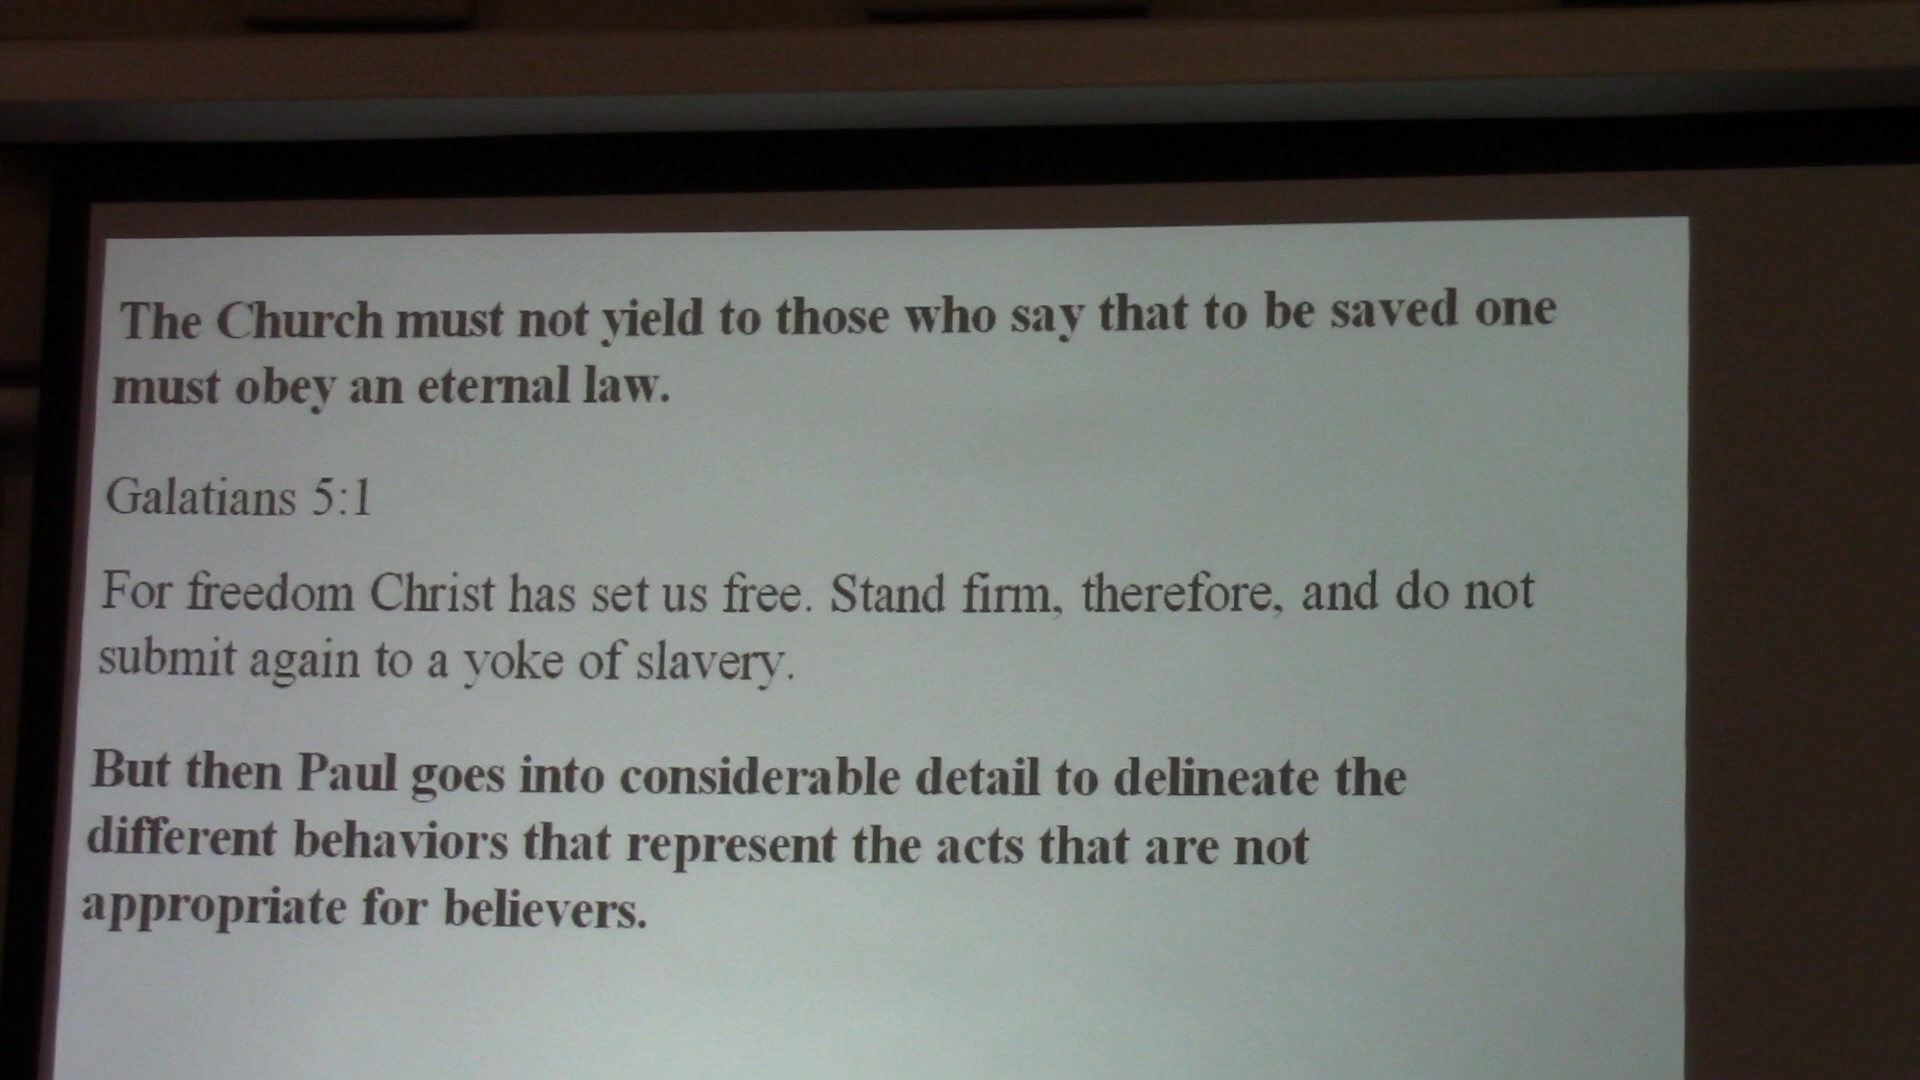 The Church must not yield to those who say that to be saved one
must obey an eternal law.
Galatians 5:1
For freedom Christ has set us free. Stand firm, therefore, and do not
submit again to a yoke of slavery.
But then Paul goes into considerable detail to delineate the
different behaviors that represent the acts that are not
appropriate for believers.